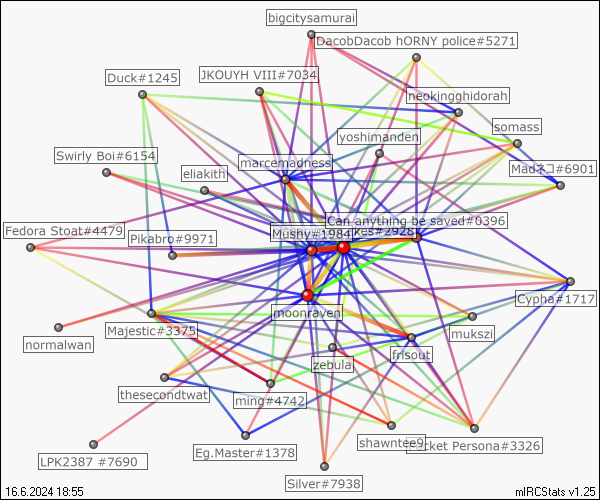 bigcitysamurai
DacobDacob hORNY police#5271
Duck#1245
JKOUYH VIII#7034
neokingghidorah
somass
yoshimanden
Swirly Boi#6154
marcemadness
eliakith
Madネコ#6901
Can anything be saved#0396
Fedora Stoat#4479
Mushy#1984
kes#2928
Pikabro#9971
Cypha#1717
moonraven
Majestic#3375
mukszi
normalwan
frisout
zebula
thesecondtwat
ming#4742
shawntee9
cket Persona#3326
Eg.Master#1378
LPK2387 #7690
Silver#7938
16.6.2024 18:55
mIRCStats v1.25